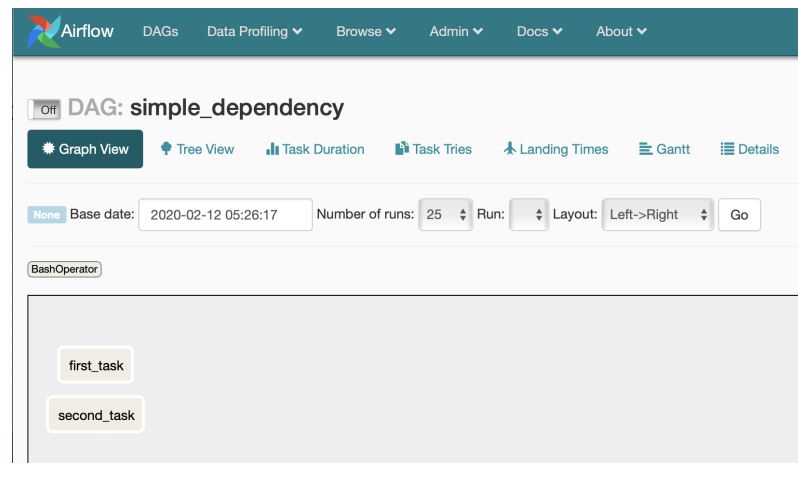 Airflow DAGs Data Profiling Browse Admin Docs About
Off DAG: simple_dependency
Graph View Tree View Task Duration Task Tries Landing Times Gantt Details
None Base date: 2020-02-12 05:26:17 Number of runs: 25 Run: Layout: Left->Right Go
BashOperator
first_task
second_task